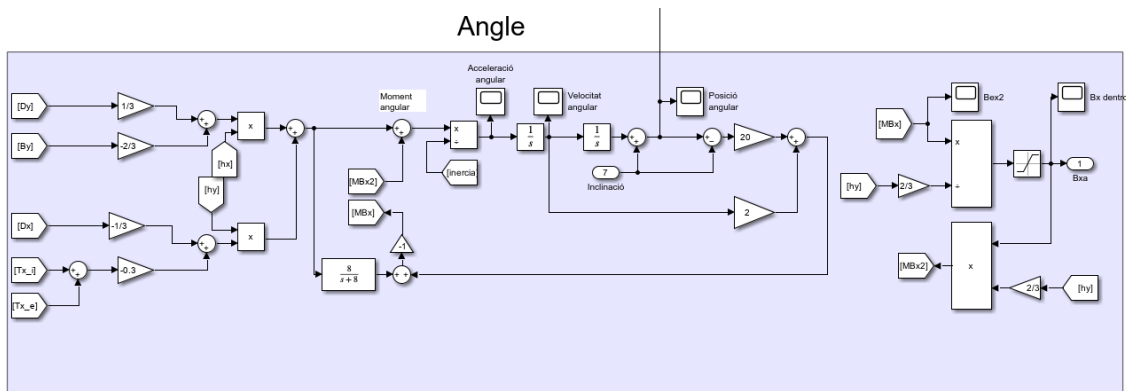 Angle
[Dy]
1/3
[By]
-2/3
[hx]
[hy]
x
[Dx]
-1/3
[Tx_i]
-0.3
[Tx_e]
x
Moment
angular
[MBx2]
[MBx]
-1
8
s+8
Acceleració
angular
x
÷
[inercia]
1
s
Velocitat
angular
1
s
7
Inclinació
Posició
angular
20
2
[MBx]
Bex2
Bx dentro
[hy]
2/3
x
÷
1
Bxa
[MBx2]
x
2/3
[hy]